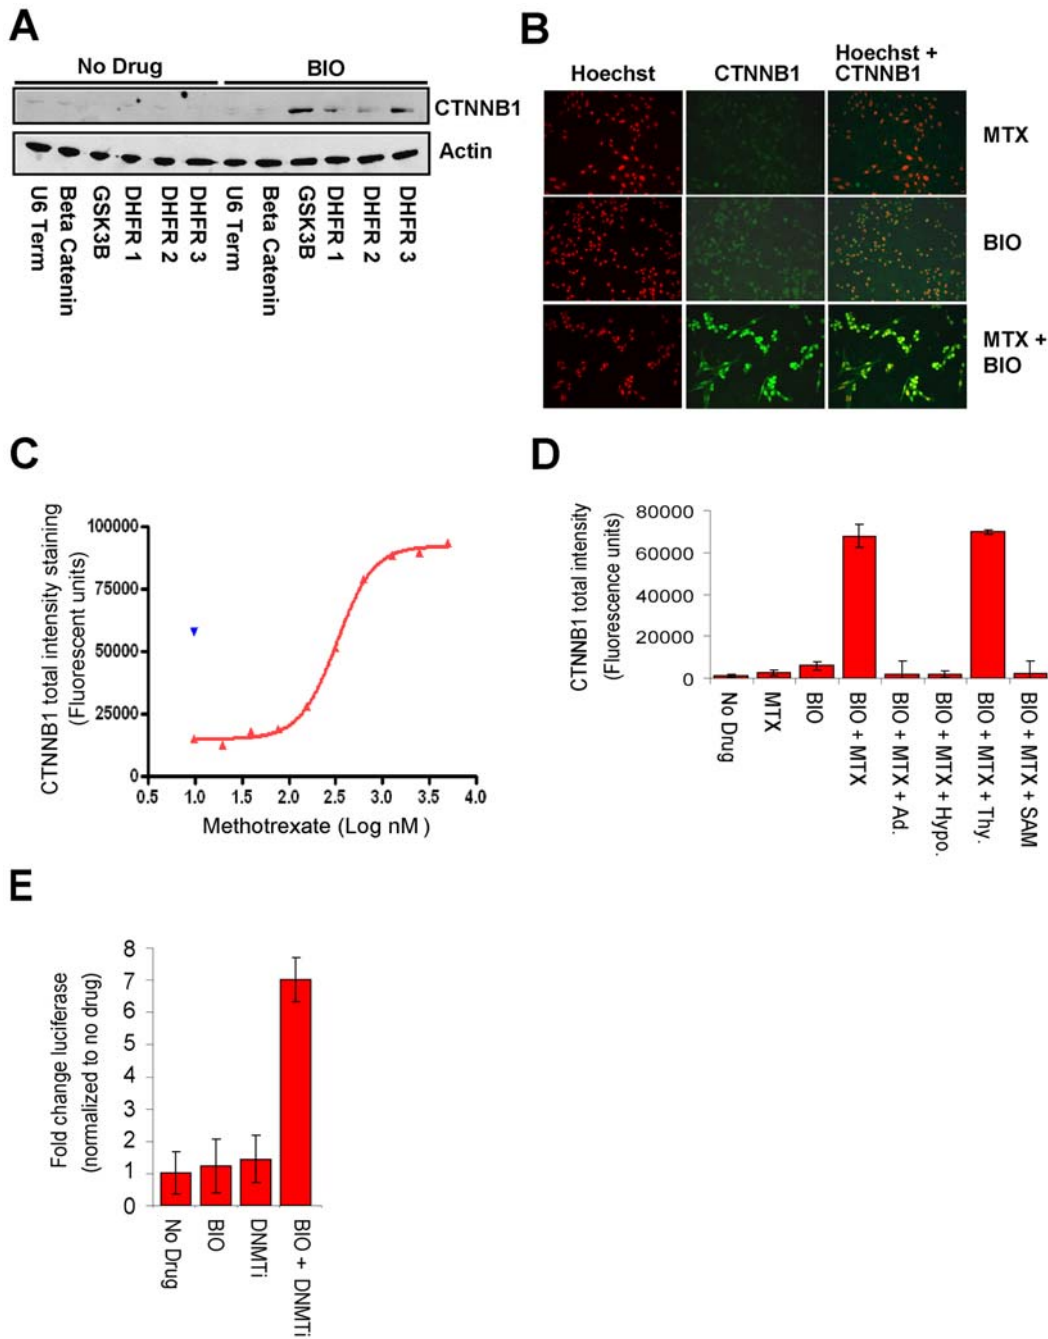 A
No Drug BIO
CTNNB1
Actin
U6 Term
Beta Catenin
GSK3B
DHFR 1
DHFR 2
DHFR 3
U6 Term
Beta Catenin
GSK3B
DHFR 1
DHFR 2
DHFR 3
B
Hoechst CTNNB1 Hoechst +
CTNNB1
MTX
BIO
MTX +
BIO
C
CTNNB1 total intensity staining
(Fluorescent units)
100000
75000
50000
25000
0
0.5 1.0 1.5 2.0 2.5 3.0 3.5 4.0
Methotrexate (Log nM )
D
CTNNB1 total intensity
(Fluorescence units)
80000
60000
40000
20000
0
No Drug
MTX
BIO
BIO + MTX
BIO + MTX + Ad.
BIO + MTX + Hypo.
BIO + MTX + Thy.
BIO + MTX + SAM
E
Fold change luciferase
(normalized to no drug)
8
7
6
5
4
3
2
1
0
No Drug
BIO
DNMTi
BIO + DNMTi